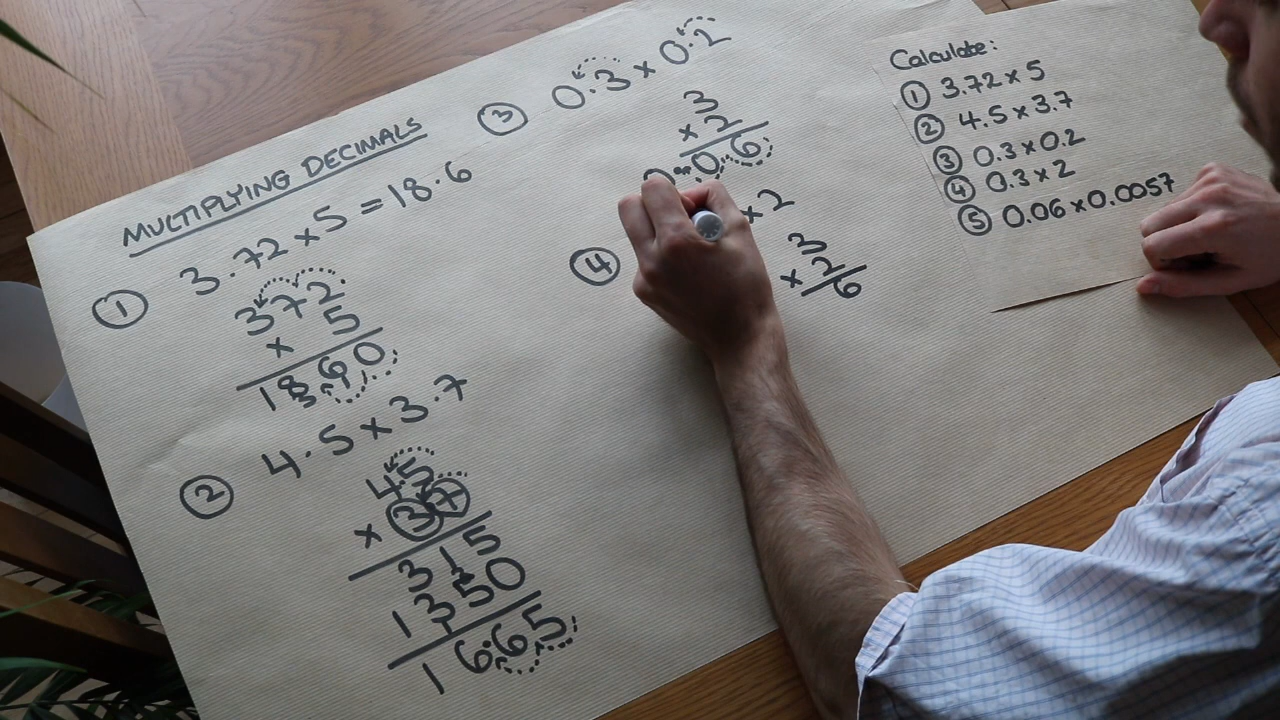 MULTIPLYING DECIMALS
① 3.72 × 5 = 18.6
372
× 5
1860
3 1
② 4.5 × 3.7
45
× 37
315
3
1350
16.65
③ 0.3 × 0.2
3
× 2
0.06
④ × 2
3
× 2
6
Calculate:
① 3.72 × 5
② 4.5 × 3.7
③ 0.3 × 0.2
④ 0.3 × 2
⑤ 0.06 × 0.0057